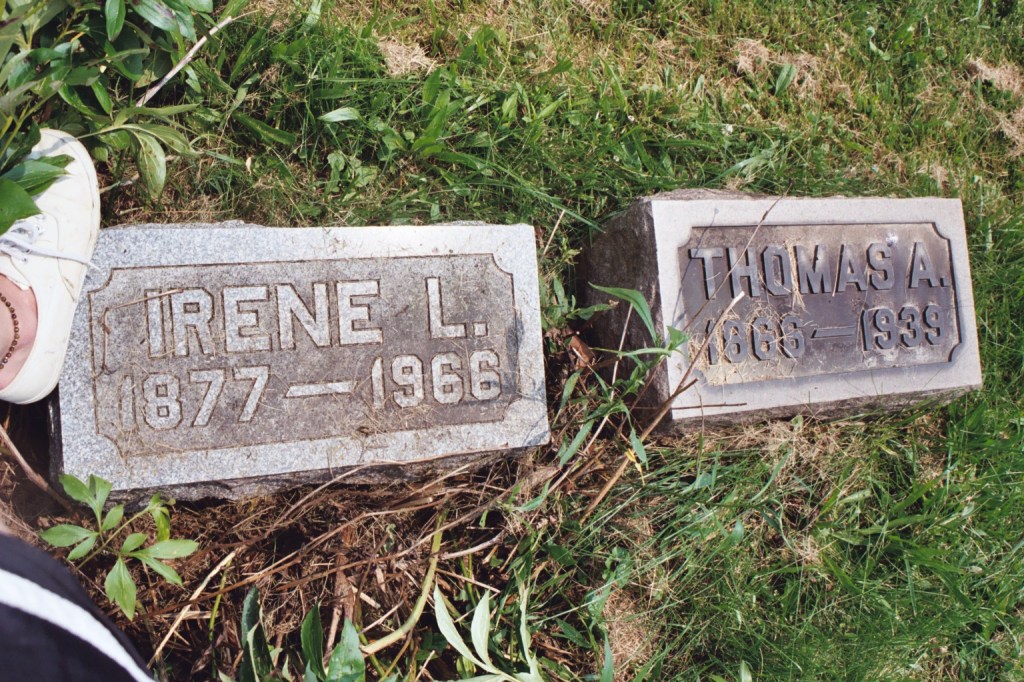 IRENE L.
1877 — 1966
THOMAS A.
1866 — 1939